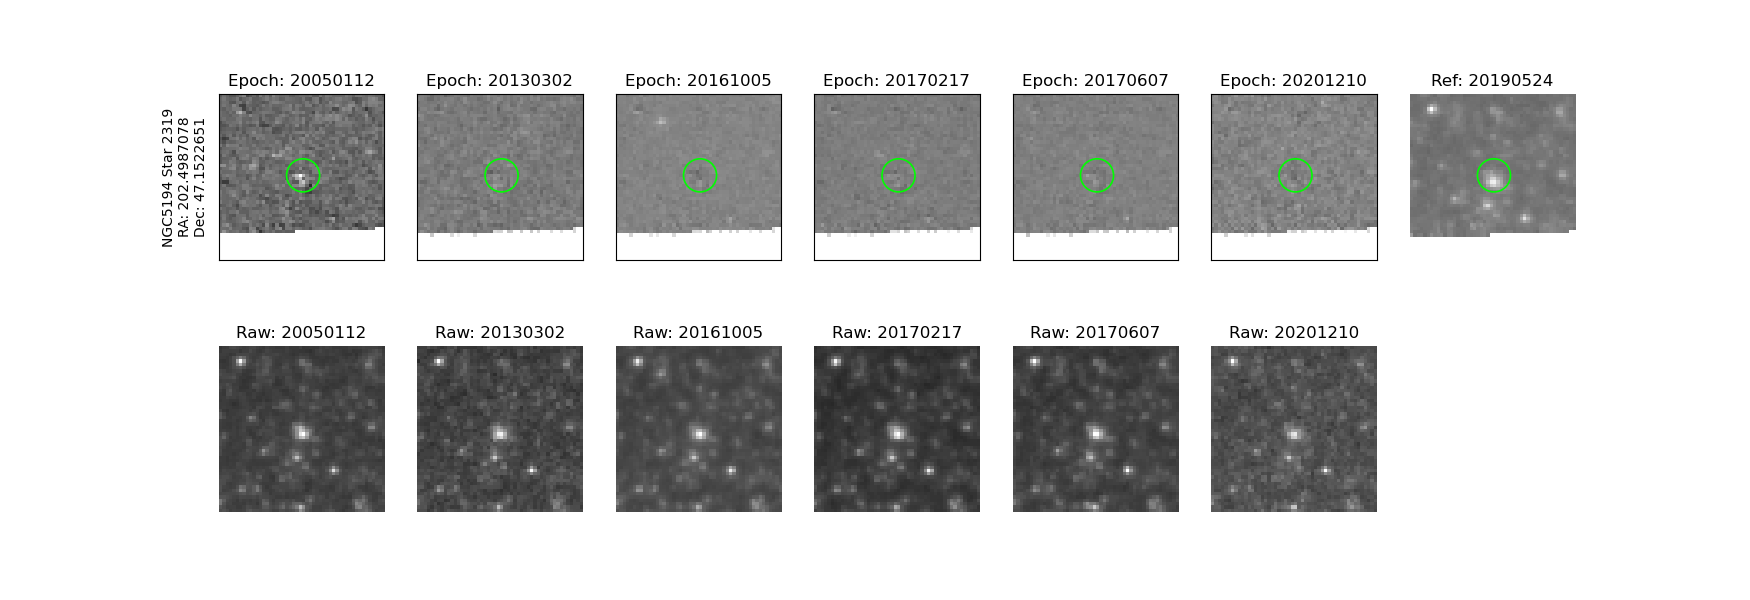 Epoch: 20050112
Epoch: 20130302
Epoch: 20161005
Epoch: 20170217
Epoch: 20170607
Epoch: 20201210
Ref: 20190524
NGC5194 Star 2319
RA: 202.4987078
Dec: 47.1522651
Raw: 20050112
Raw: 20130302
Raw: 20161005
Raw: 20170217
Raw: 20170607
Raw: 20201210